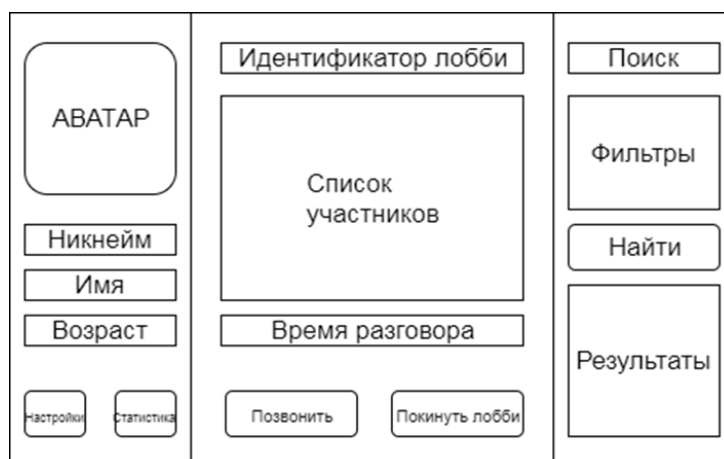 АВАТАР
Никнейм
Имя
Возраст
Настройки
Статистика
Идентификатор лобби
Список
участников
Время разговора
Позвонить
Покинуть лобби
Поиск
Фильтры
Найти
Результаты